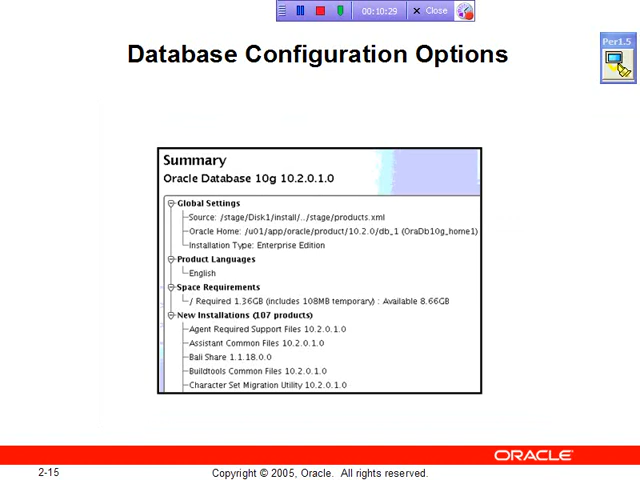 00:10:29
Close
Database Configuration Options
Per1.5
Summary
Oracle Database 10g 10.2.0.1.0
Global Settings
Source: /stage/Disk1/install/../stage/products.xml
Oracle Home: /u01/app/oracle/product/10.2.0/db_1 (OraDb10g_home1)
Installation Type: Enterprise Edition
Product Languages
English
Space Requirements
/ Required 1.36GB (includes 108MB temporary) : Available 8.66GB
New Installations (107 products)
Agent Required Support Files 10.2.0.1.0
Assistant Common Files 10.2.0.1.0
Bali Share 1.1.18.0.0
Buildtools Common Files 10.2.0.1.0
Character Set Migration Utility 10.2.0.1.0
ORACLE
2-15
Copyright © 2005, Oracle. All rights reserved.